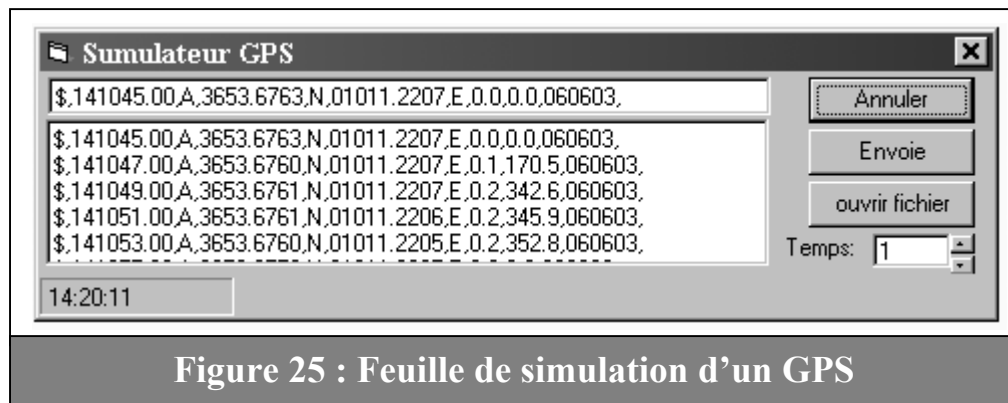 Sumulateur GPS
$,141045.00,A,3653.6763,N,01011.2207,E,0.0,0.0,060603,
Annuler
$,141045.00,A,3653.6763,N,01011.2207,E,0.0,0.0,060603,
$,141047.00,A,3653.6760,N,01011.2207,E,0.1,170.5,060603,
$,141049.00,A,3653.6761,N,01011.2207,E,0.2,342.6,060603,
$,141051.00,A,3653.6761,N,01011.2206,E,0.2,345.9,060603,
$,141053.00,A,3653.6760,N,01011.2205,E,0.2,352.8,060603,
Envoie
ouvrir fichier
Temps: 1
14:20:11
Figure 25 : Feuille de simulation d’un GPS